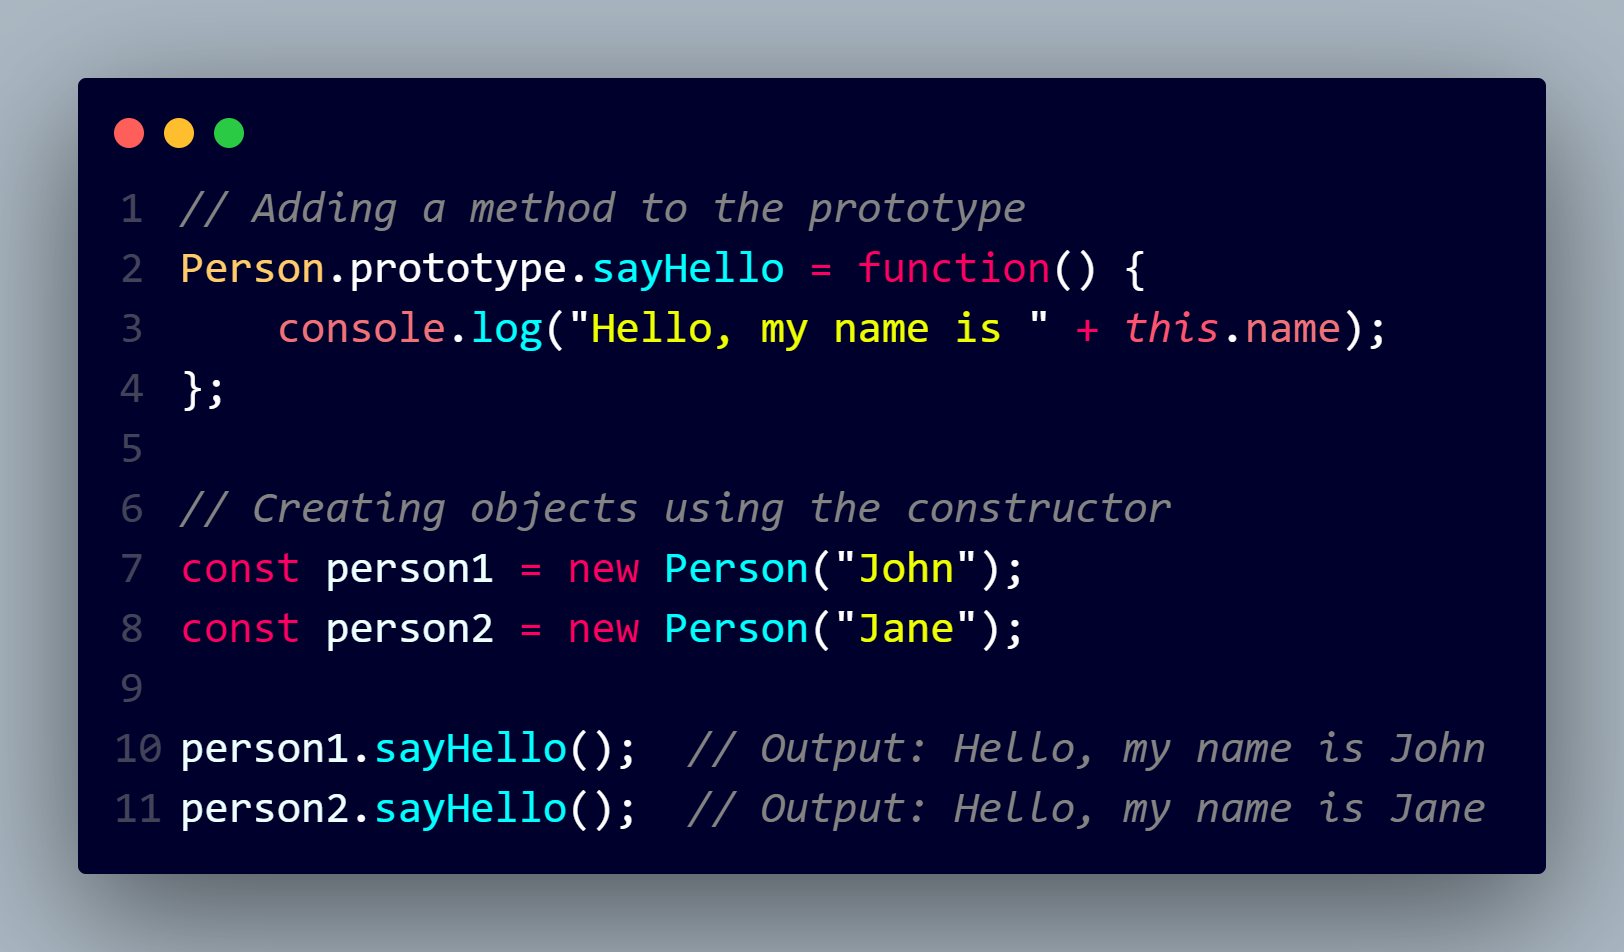 1 // Adding a method to the prototype
2 Person.prototype.sayHello = function() {
3     console.log("Hello, my name is " + this.name);
4 };
5
6 // Creating objects using the constructor
7 const person1 = new Person("John");
8 const person2 = new Person("Jane");
9
10 person1.sayHello();  // Output: Hello, my name is John
11 person2.sayHello();  // Output: Hello, my name is Jane